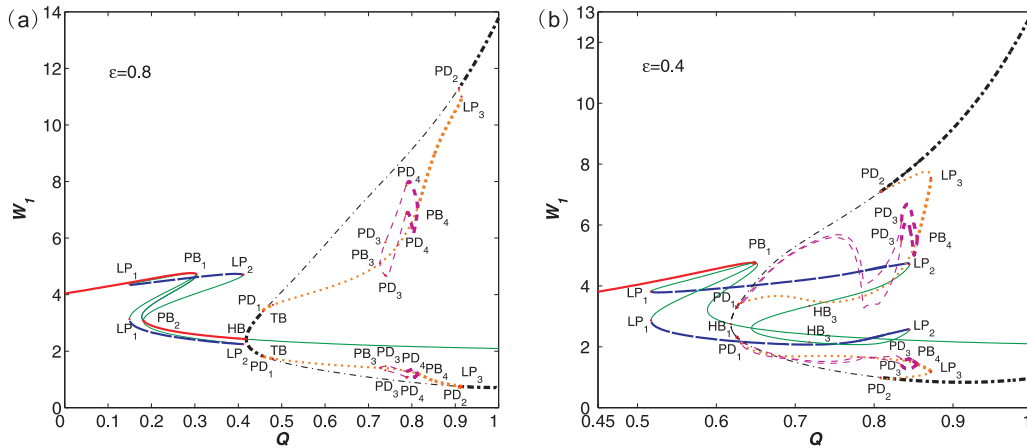 (a)
14
12
10
8
6
4
2
0
W1
ε=0.8
PD2
LP3
PD4
PB4
PD3
PD4
PB3
PD3
LP1
PB1
LP2
PD1
TB
LP1
PB2
HB
LP2
PD1
TB
PB3
PD3
PD4
PB4
PD3
PD4
LP3
PD2
0
0.1
0.2
0.3
0.4
0.5
0.6
0.7
0.8
0.9
1
Q
(b)
13
12
10
8
6
4
2
1
0
W1
ε=0.4
PD2
LP3
PD3
PD3
PB4
PB1
LP2
LP1
PD1
HB3
LP1
HB1
HB3
LP2
PD1
PD3
PB4
PD3
LP3
PD2
0.45
0.5
0.6
0.7
0.8
0.9
1
Q